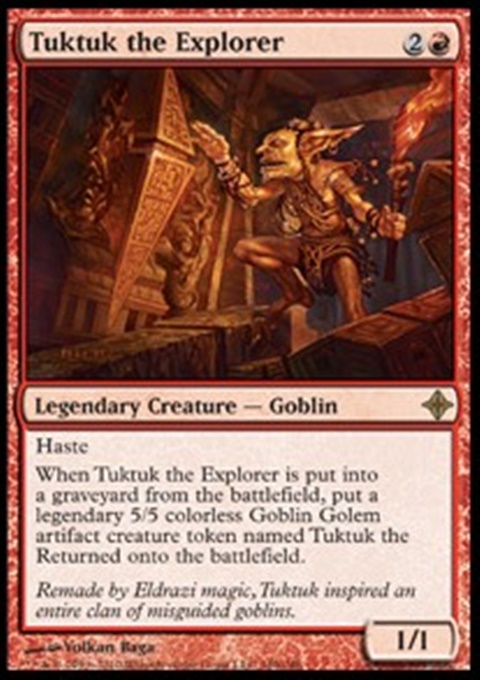 Tuktuk the Explorer 2
Legendary Creature — Goblin
Haste
When Tuktuk the Explorer is put into
a graveyard from the battlefield, put a
legendary 5/5 colorless Goblin Golem
artifact creature token named Tuktuk the
Returned onto the battlefield.
Remade by Eldrazi magic, Tuktuk inspired an
entire clan of misguided goblins.
1/1
Volkan Baga